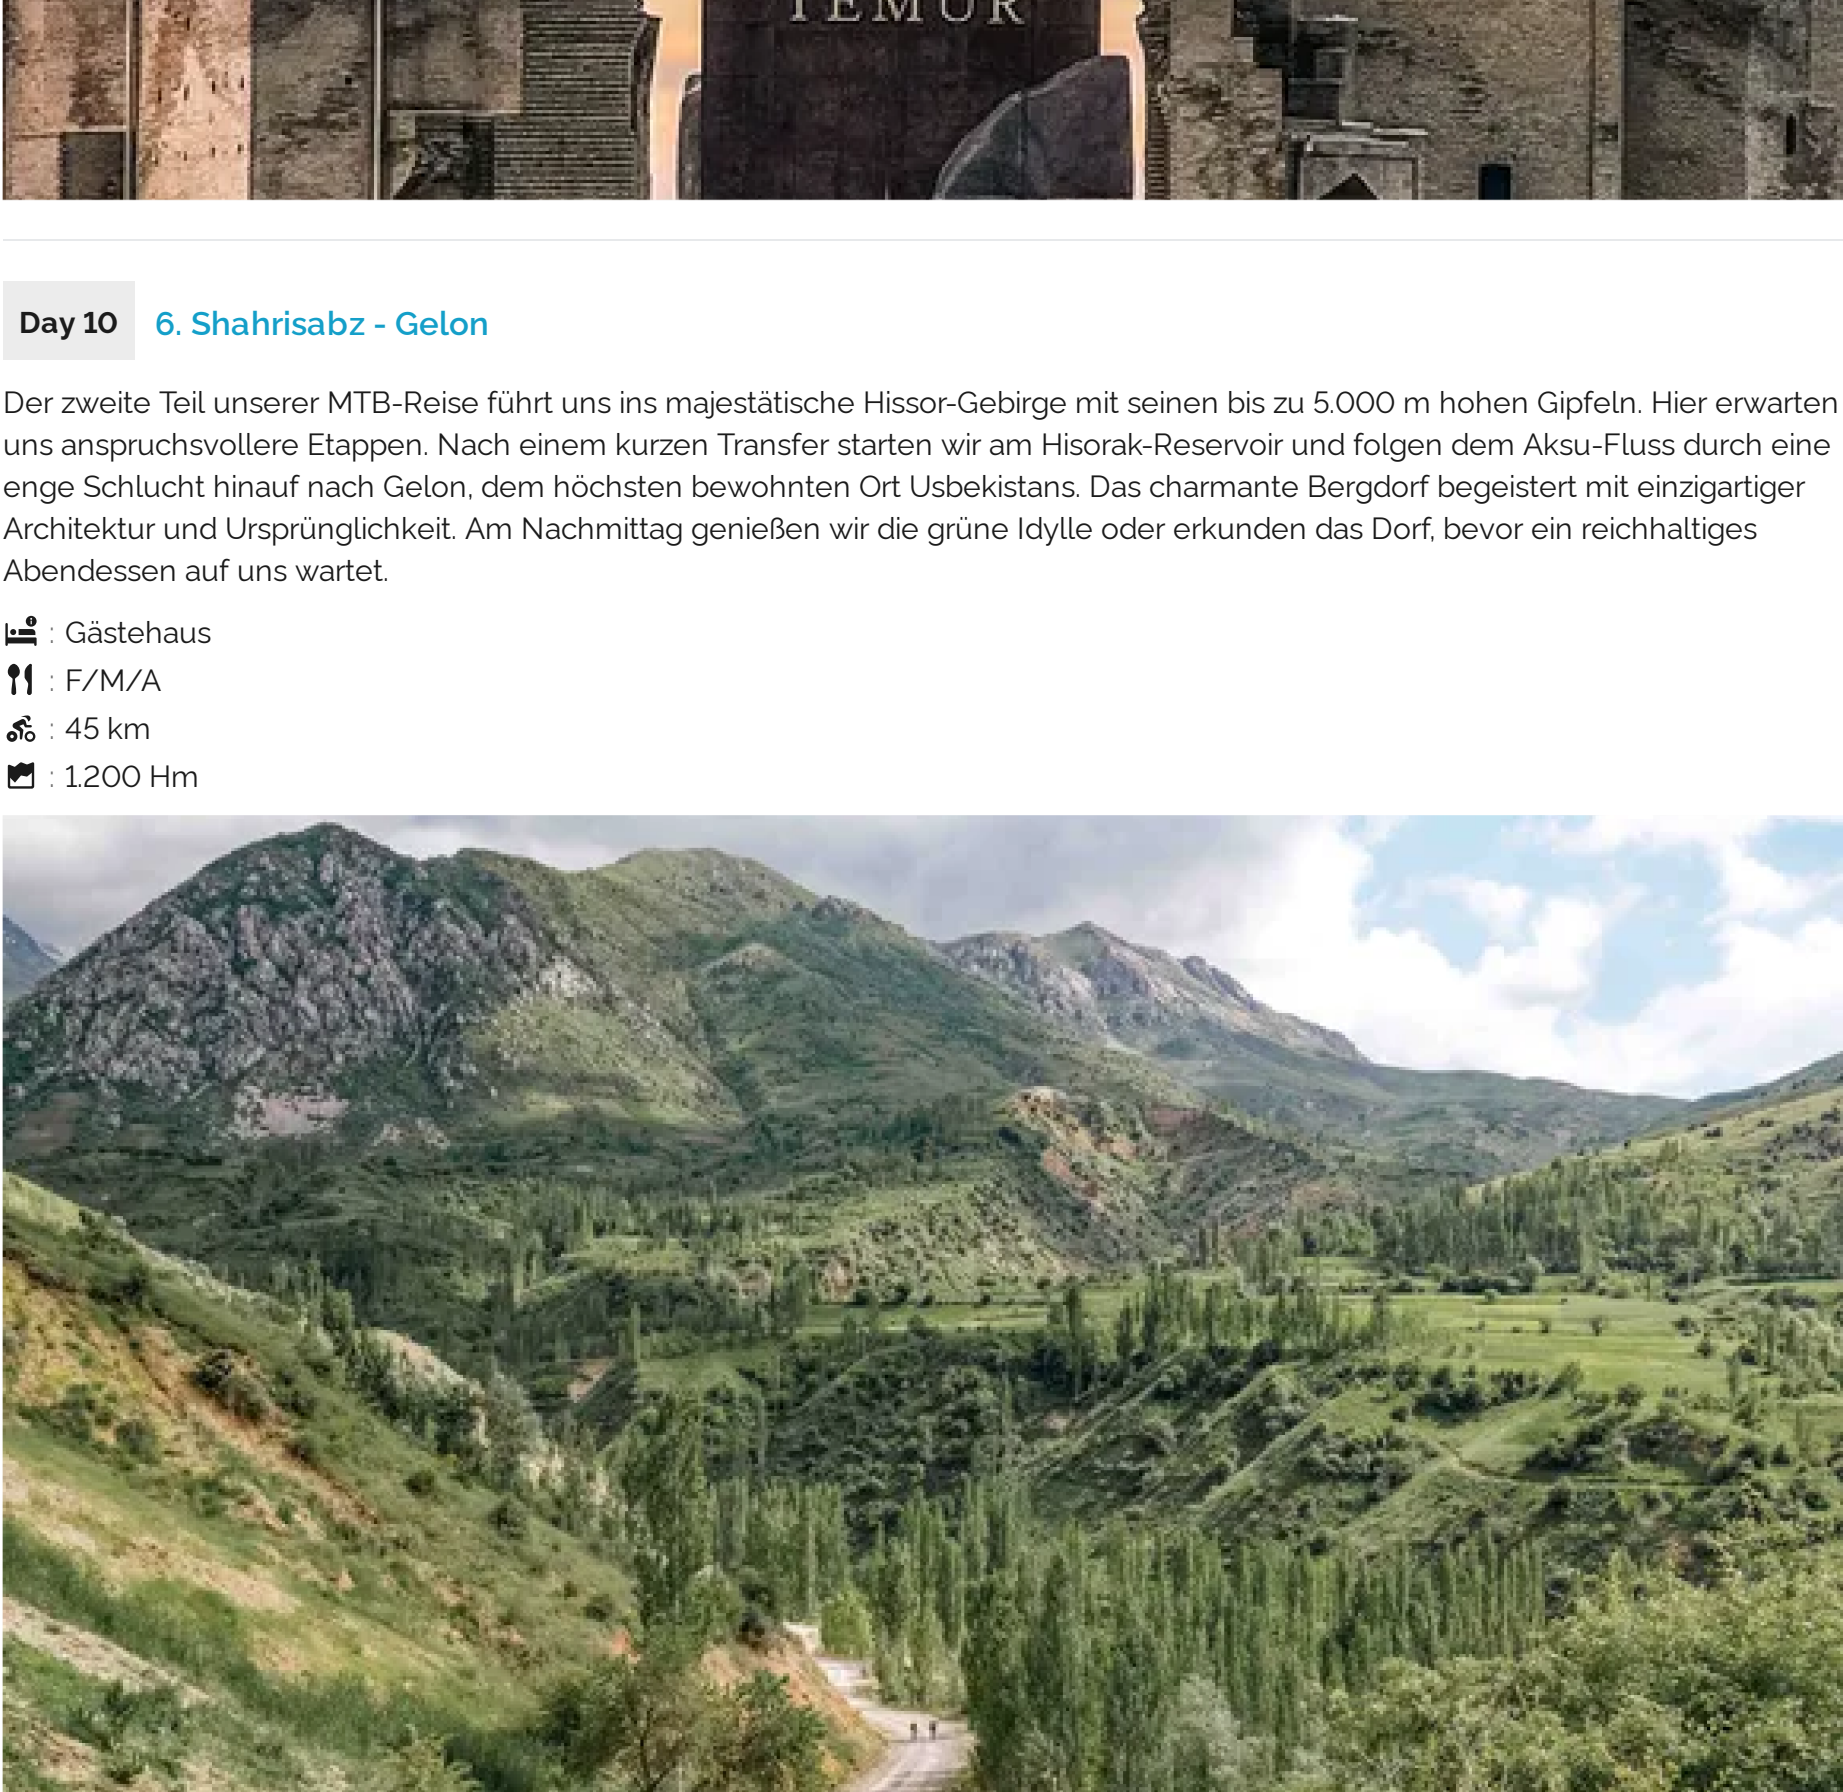 TEMUR
Day 10
6. Shahrisabz - Gelon
Der zweite Teil unserer MTB-Reise führt uns ins majestätische Hissor-Gebirge mit seinen bis zu 5.000 m hohen Gipfeln. Hier erwarten
uns anspruchsvollere Etappen. Nach einem kurzen Transfer starten wir am Hisorak-Reservoir und folgen dem Aksu-Fluss durch eine
enge Schlucht hinauf nach Gelon, dem höchsten bewohnten Ort Usbekistans. Das charmante Bergdorf begeistert mit einzigartiger
Architektur und Ursprünglichkeit. Am Nachmittag genießen wir die grüne Idylle oder erkunden das Dorf, bevor ein reichhaltiges
Abendessen auf uns wartet.
: Gästehaus
: F/M/A
: 45 km
: 1.200 Hm